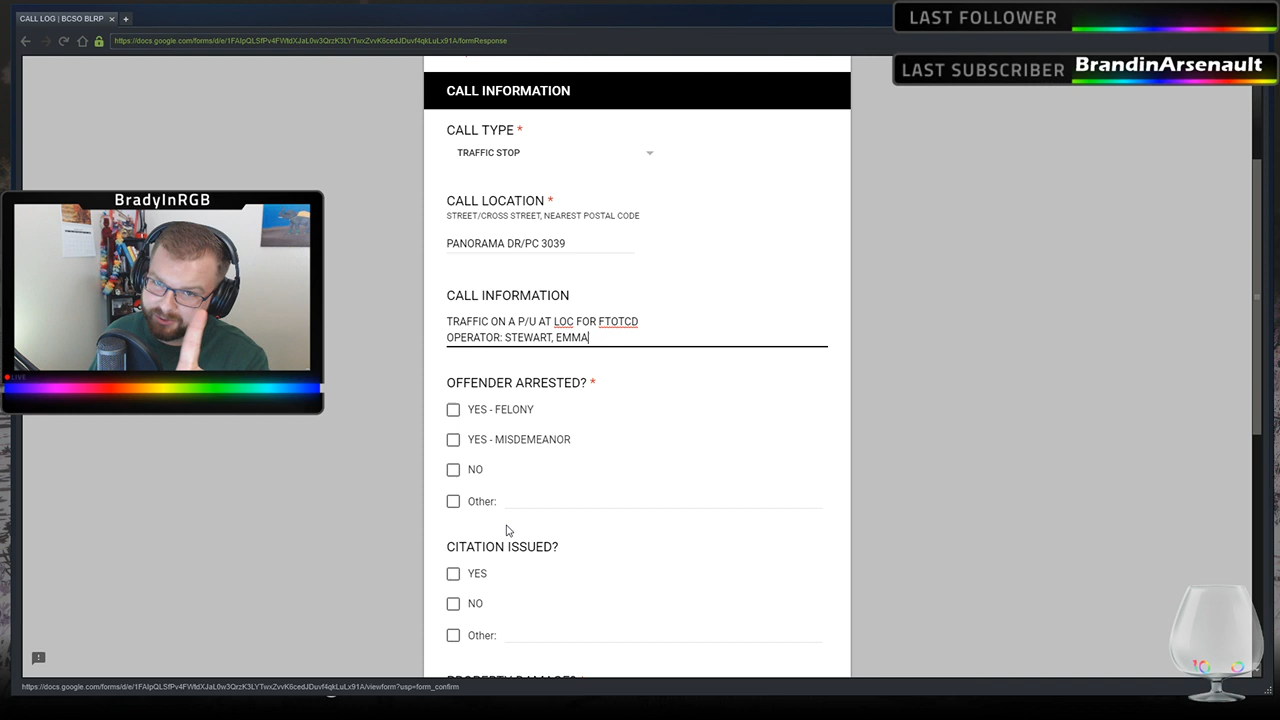 CALL LOG | BCSO BLRP
LAST FOLLOWER
https://docs.google.com/forms/d/e/1FAIpQLSfPv4FWtdXJaL0w3QrzK3LYTwxZvvK6cedJDuvf4qkLuLx91A/formResponse
LAST SUBSCRIBER BrandinArsenault
CALL INFORMATION
CALL TYPE *
TRAFFIC STOP
BradyInRGB
CALL LOCATION *
STREET/CROSS STREET, NEAREST POSTAL CODE
PANORAMA DR/PC 3039
CALL INFORMATION
TRAFFIC ON A P/U AT LOC FOR FTOTCD
OPERATOR: STEWART, EMMA
LIVE
OFFENDER ARRESTED? *
YES - FELONY
YES - MISDEMEANOR
NO
Other:
CITATION ISSUED?
YES
NO
Other:
https://docs.google.com/forms/d/e/1FAIpQLSfPv4FWtdXJaL0w3QrzK3LYTwxZvvK6cedJDuvf4qkLuLx91A/viewform?usp=form_confirm